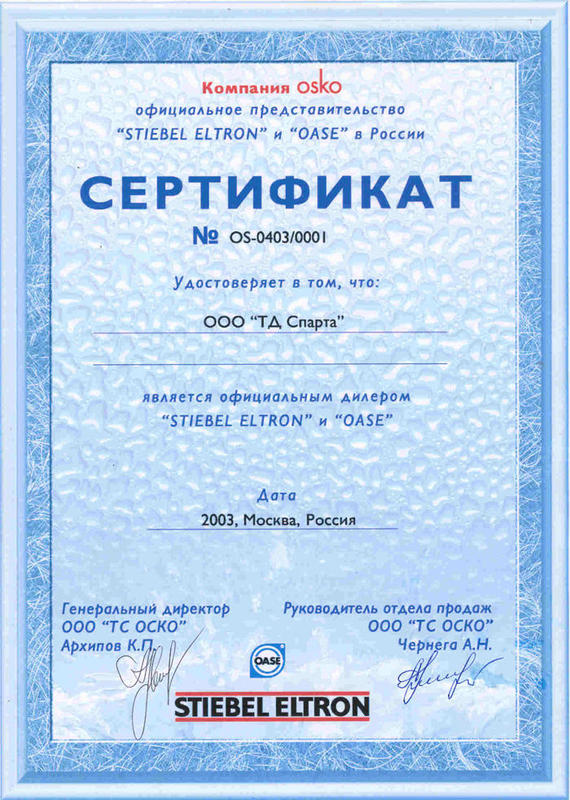 Компания osko
официальное представительство
"STIEBEL ELTRON" и "OASE" в России
СЕРТИФИКАТ
№ OS-0403/0001
Удостоверяет в том, что:
ООО "ТД Спарта"
является официальным дилером
"STIEBEL ELTRON" и "OASE"
Дата
2003, Москва, Россия
Генеральный директор
ООО "ТС ОСКО"
Архипов К.П.
Руководитель отдела продаж
ООО "ТС ОСКО"
Чернега А.Н.
OASE
STIEBEL ELTRON